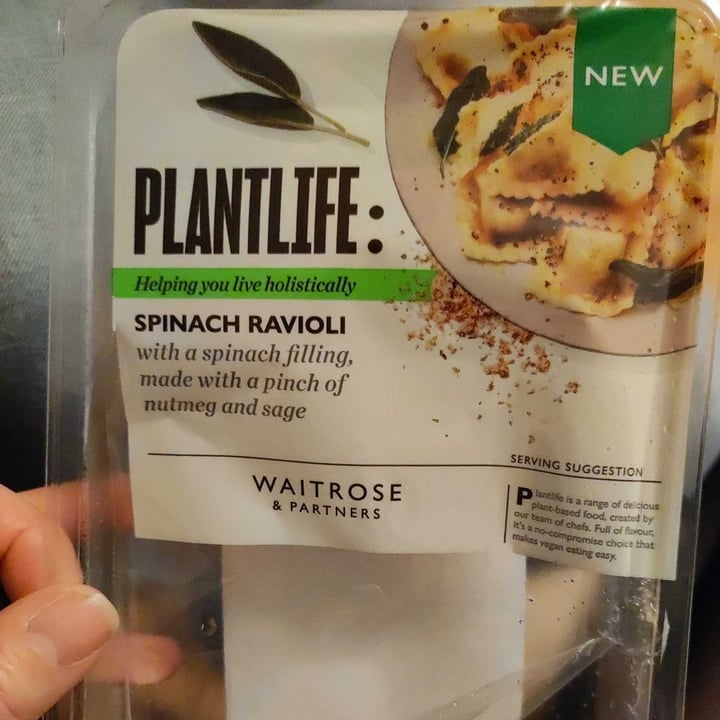 NEW
PLANTLIFE:
Helping you live holistically
SPINACH RAVIOLI
with a spinach filling,
made with a pinch of
nutmeg and sage
SERVING SUGGESTION
WAITROSE
& PARTNERS
Plantlife is a range of delicious
plant-based food, created by
our team of chefs. Full of flavour,
it's a no-compromise choice that
makes vegan eating easy.